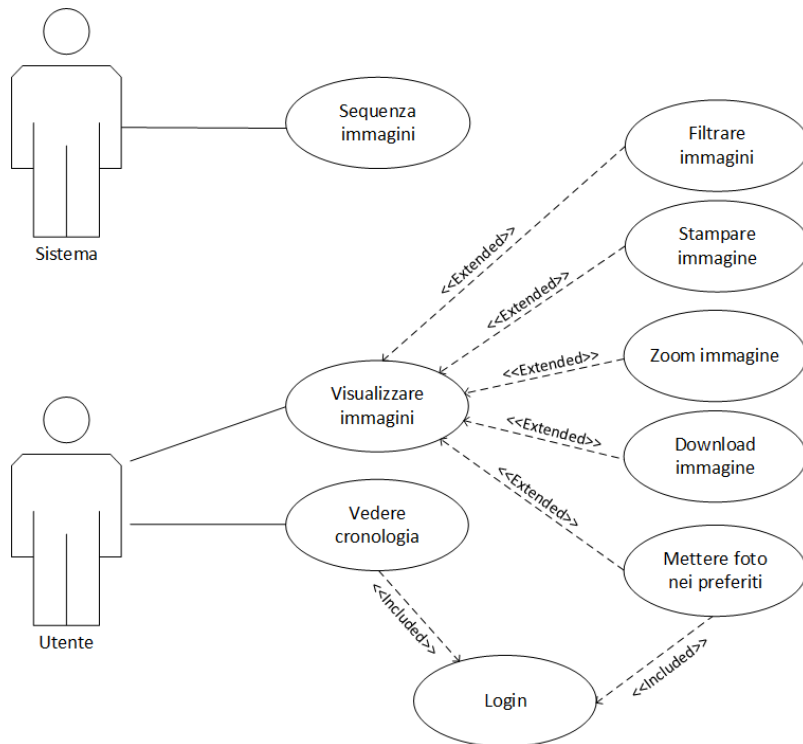 Sistema
Sequenza
immagini
Filtrare
immagini
<<Extended>>
Stampare
immagine
<<Extended>>
Zoom immagine
<<Extended>>
Visualizzare
immagini
Download
immagine
<<Extended>>
<<Extended>>
Vedere
cronologia
Mettere foto
nei preferiti
Utente
<<Included>>
<<Included>>
Login